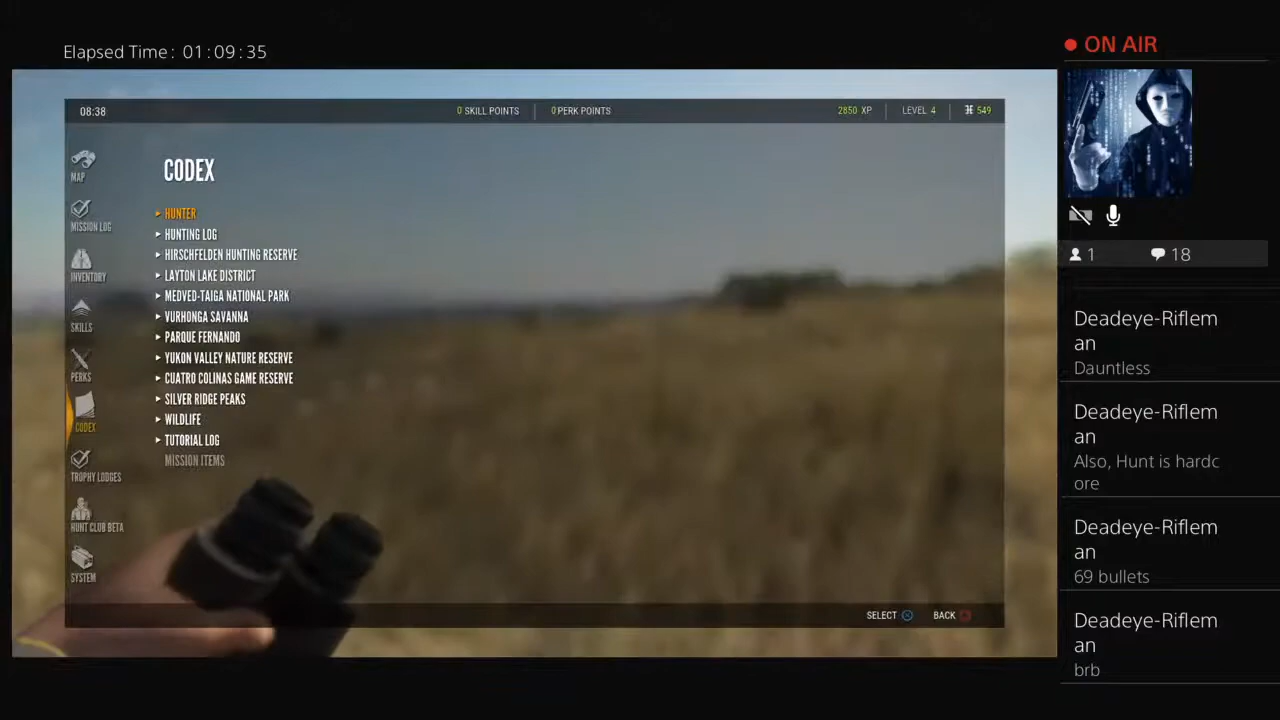 Elapsed Time: 01:09:35
ON AIR
08:38
0 SKILL POINTS
0 PERK POINTS
2850 XP
LEVEL 4
549
MAP
MISSION LOG
INVENTORY
SKILLS
PERKS
CODEX
TROPHY LODGES
HUNT CLUB BETA
SYSTEM
CODEX
HUNTER
HUNTING LOG
HIRSCHFELDEN HUNTING RESERVE
LAYTON LAKE DISTRICT
MEDVED-TAIGA NATIONAL PARK
VURHONGA SAVANNA
PARQUE FERNANDO
YUKON VALLEY NATURE RESERVE
CUATRO COLINAS GAME RESERVE
SILVER RIDGE PEAKS
WILDLIFE
TUTORIAL LOG
MISSION ITEMS
SELECT
BACK
1
18
Deadeye-Riflem
an
Dauntless
Deadeye-Riflem
an
Also, Hunt is hardc
ore
Deadeye-Riflem
an
69 bullets
Deadeye-Riflem
an
brb